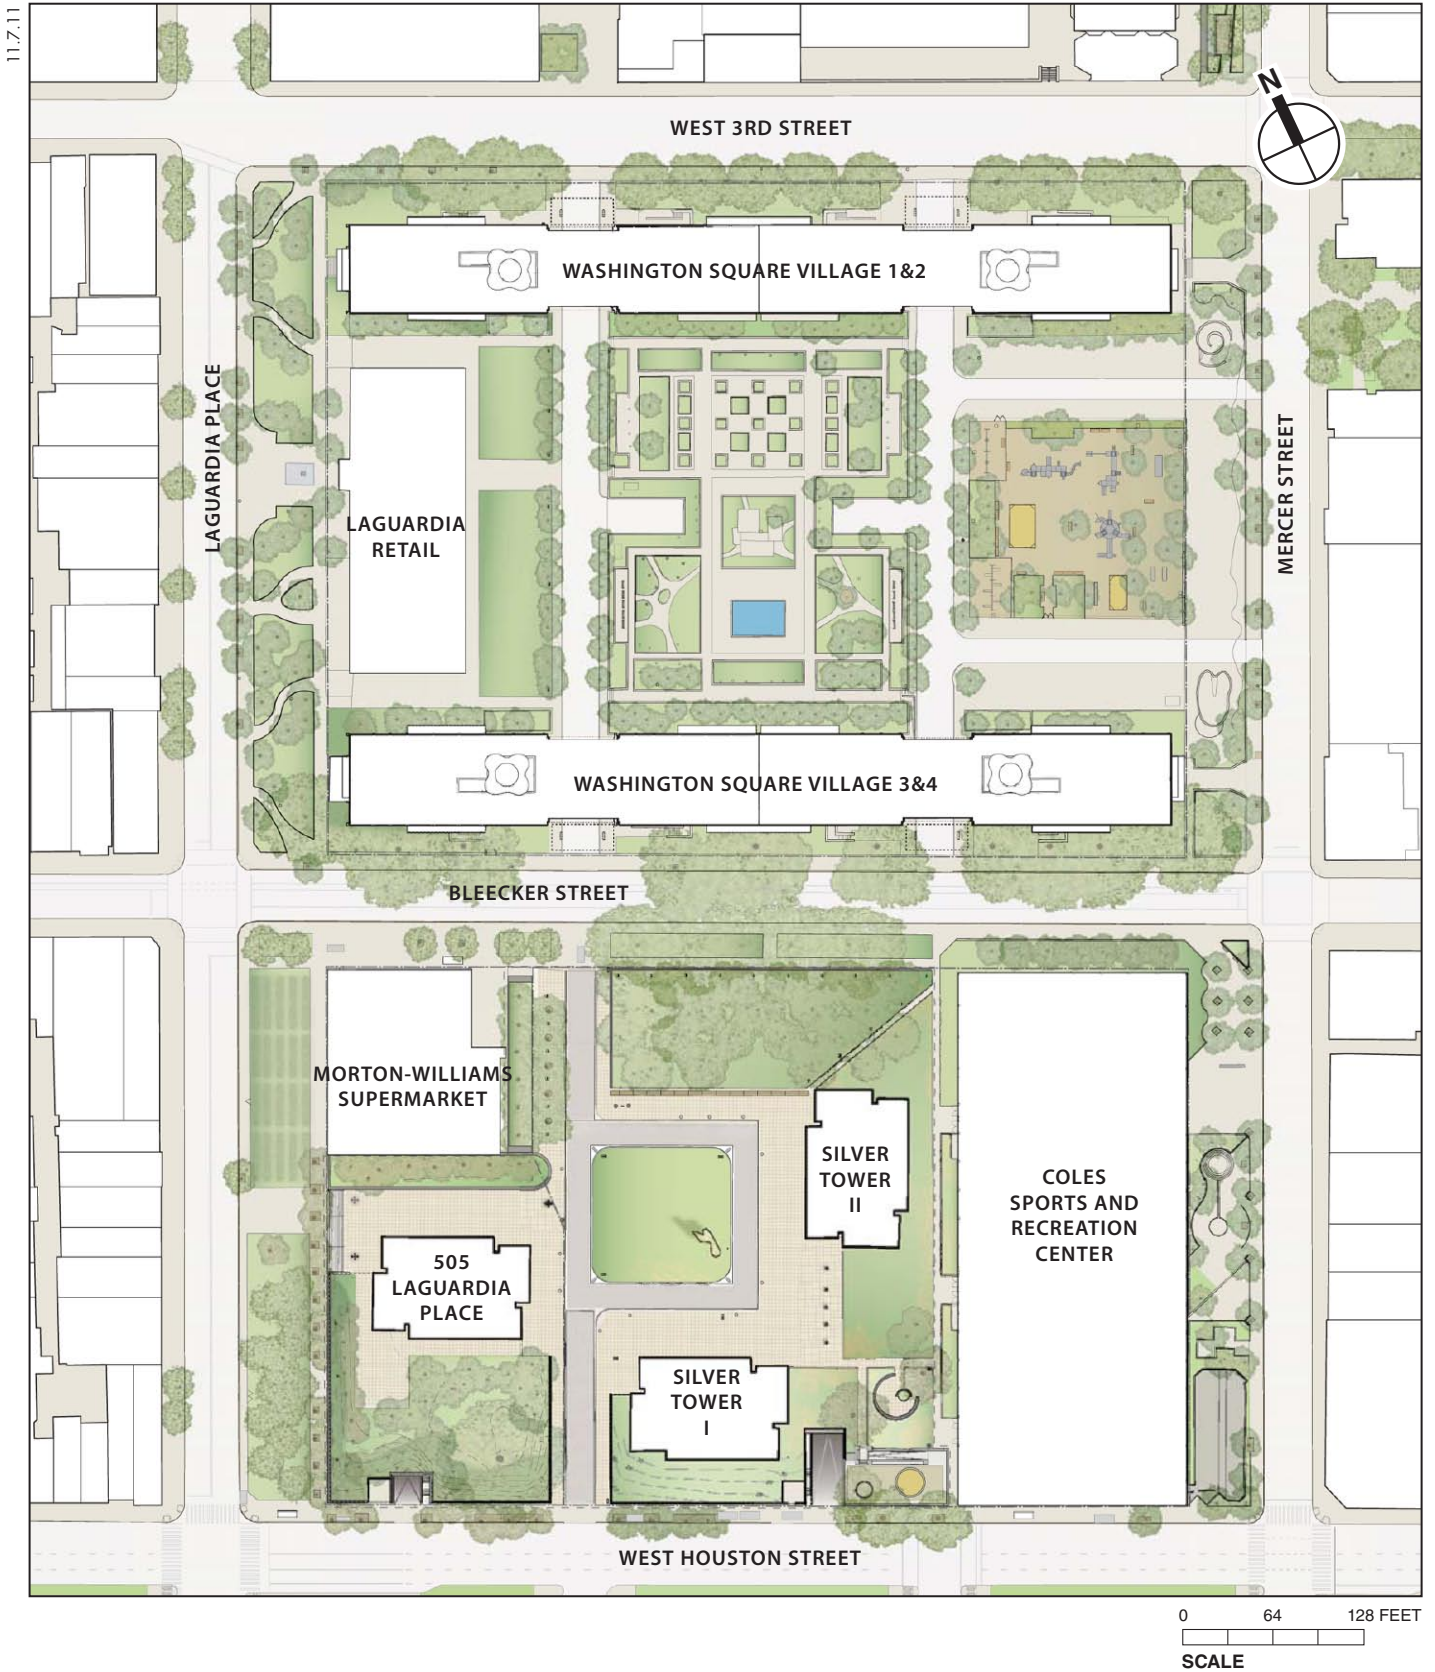 11.7.11
N
WEST 3RD STREET
WASHINGTON SQUARE VILLAGE 1&2
LAGUARDIA PLACE
MERCER STREET
LAGUARDIA
RETAIL
WASHINGTON SQUARE VILLAGE 3&4
BLEECKER STREET
MORTON-WILLIAMS
SUPERMARKET
SILVER
TOWER
II
COLES
SPORTS AND
RECREATION
CENTER
505
LAGUARDIA
PLACE
SILVER
TOWER
I
WEST HOUSTON STREET
0 64 128 FEET
SCALE